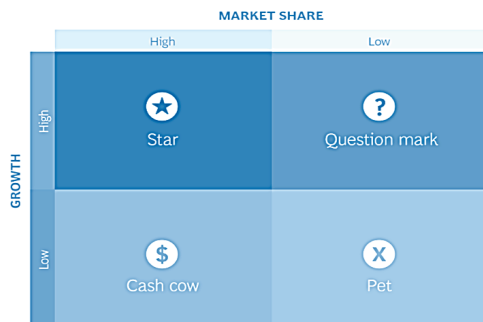 MARKET SHARE
High
Low
GROWTH
High
Star
?
Question mark
Low
$
Cash cow
X
Pet